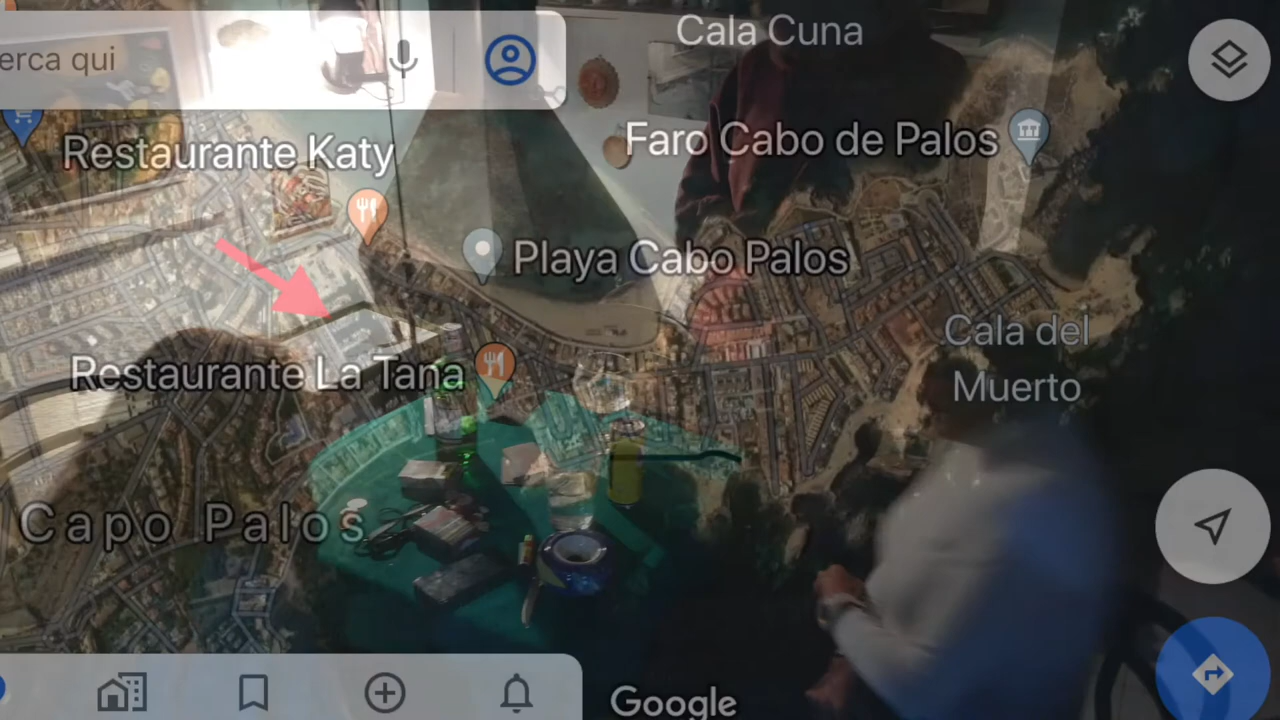 erca qui
Cala Cuna
Restaurante Katy
Faro Cabo de Palos
Playa Cabo Palos
Restaurante La Tana
Cala del
Muerto
Capo Palos
Google